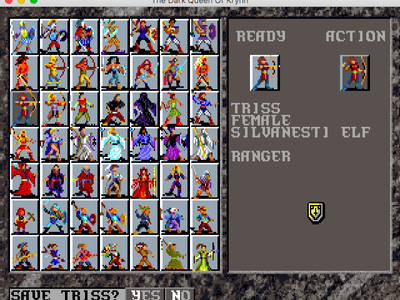 The Dark Queen Of Krynn
READY ACTION
TRISS
FEMALE
SILVANESTI ELF
RANGER
SAVE TRISS? YES NO